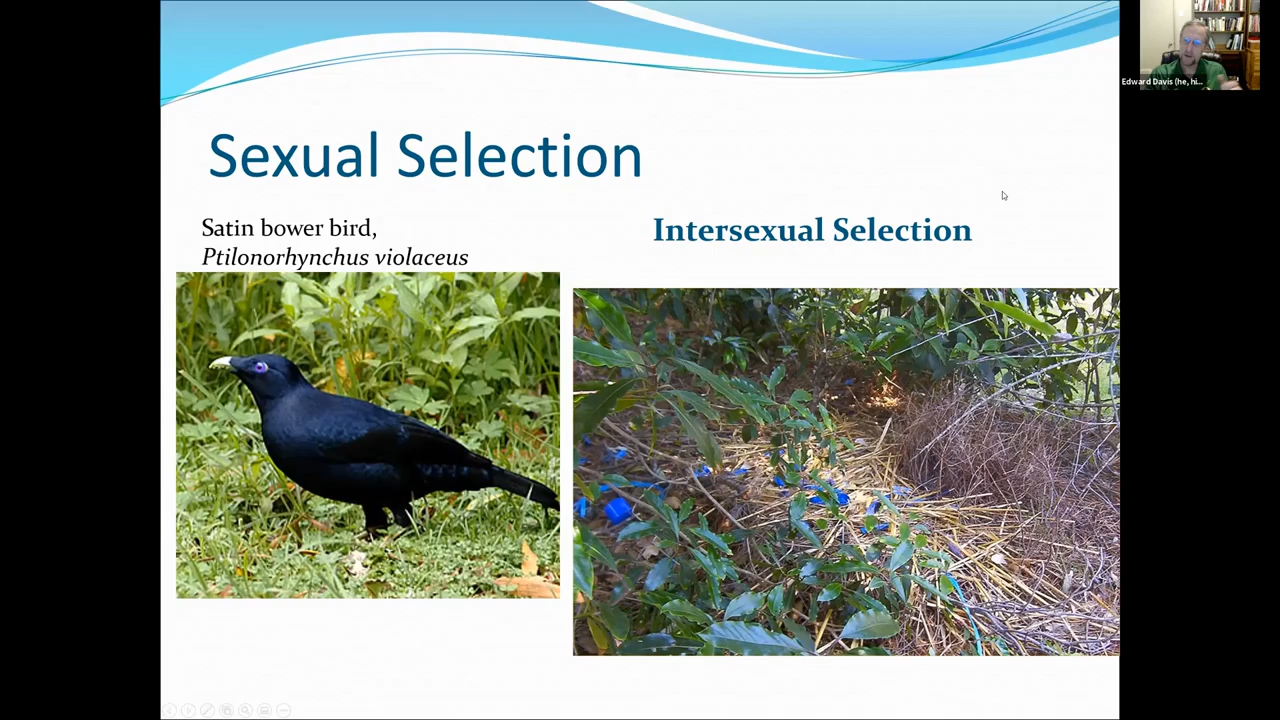 Sexual Selection
Satin bower bird,
Ptilonorhynchus violaceus
Intersexual Selection
Edward Davis (he, hi...